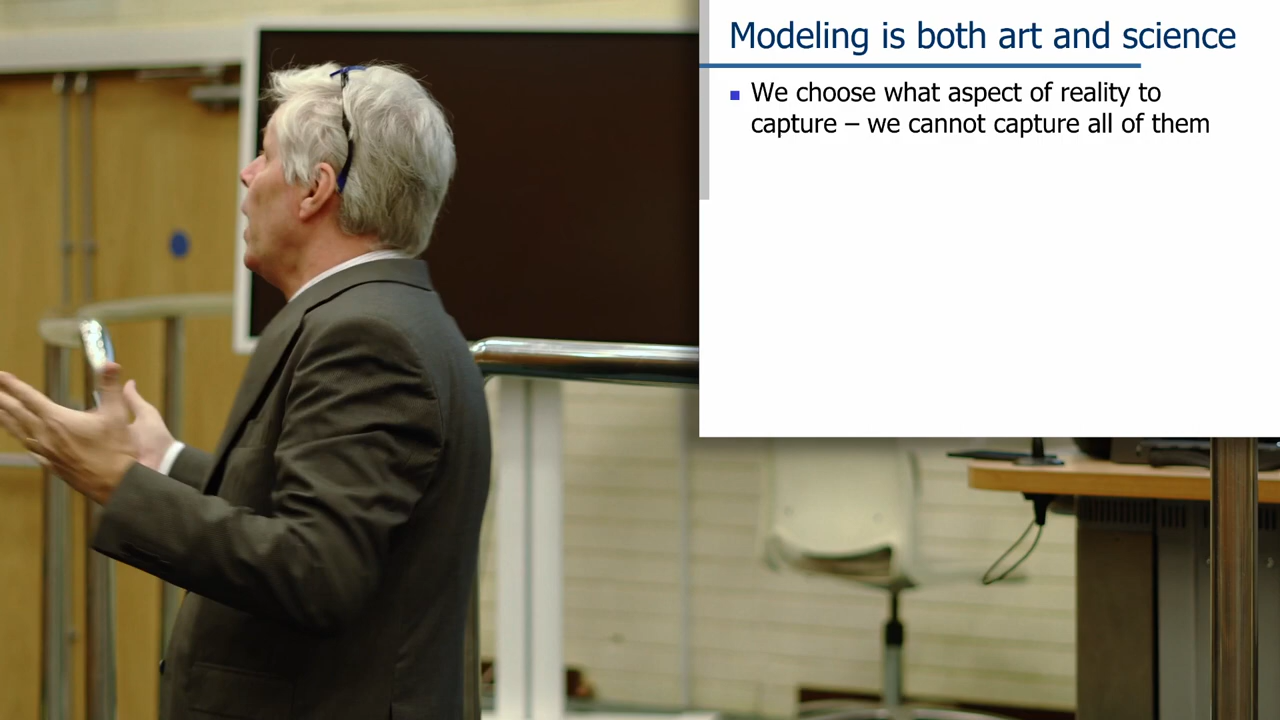 Modeling is both art and science
We choose what aspect of reality to
capture – we cannot capture all of them